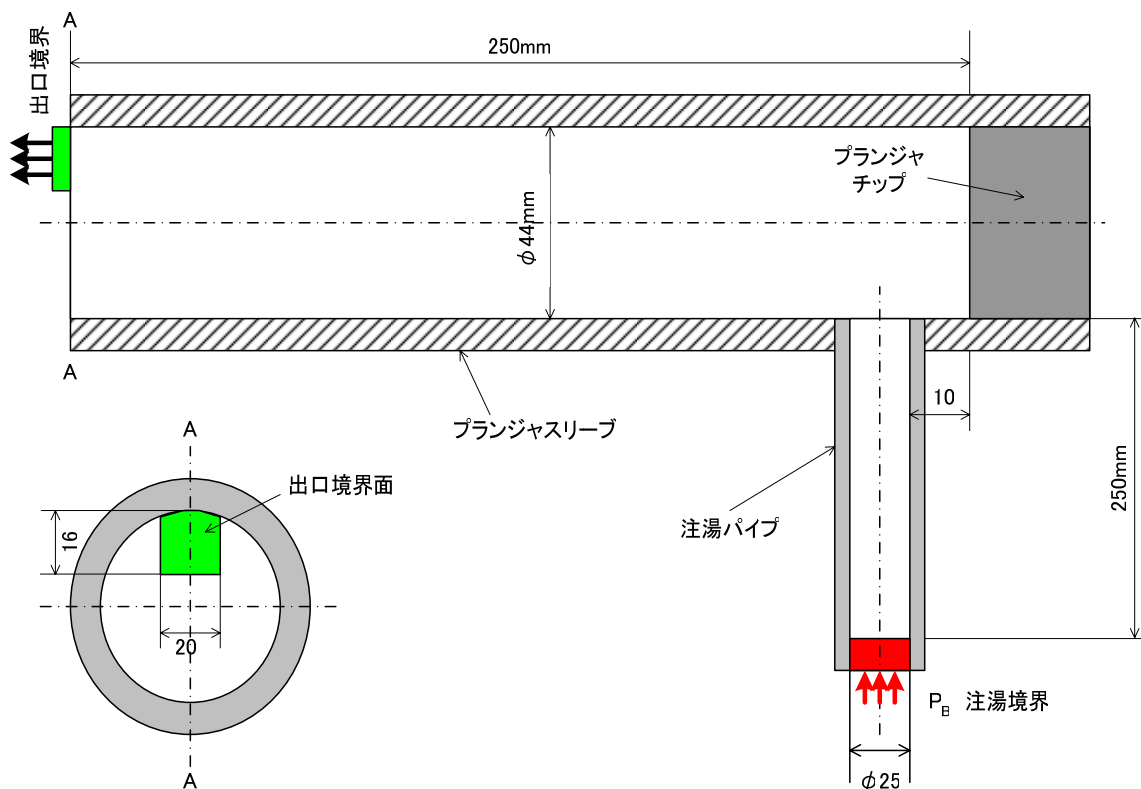 A
出口境界
250mm
プランジャ
チップ
φ44mm
A
プランジャスリーブ
10
250mm
A
出口境界面
16
20
注湯パイプ
A
PB 注湯境界
φ25